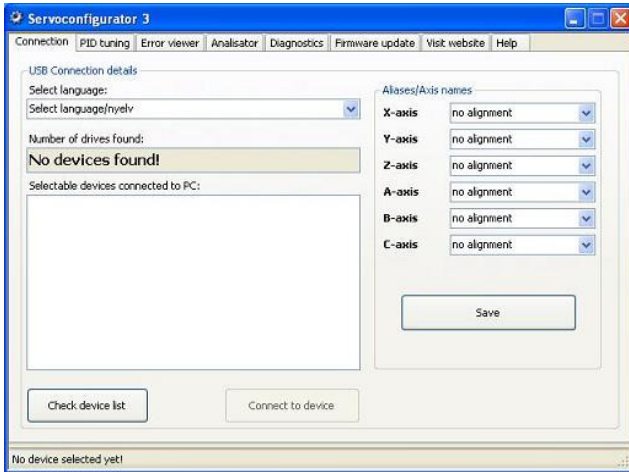 Servoconfigurator 3
Connection PID tuning Error viewer Analisator Diagnostics Firmware update Visit website Help
USB Connection details
Select language:
Select language/nyelv
Number of drives found:
No devices found!
Selectable devices connected to PC:
Check device list
Connect to device
Aliases/Axis names
X-axis no alignment
Y-axis no alignment
Z-axis no alignment
A-axis no alignment
B-axis no alignment
C-axis no alignment
Save
No device selected yet!